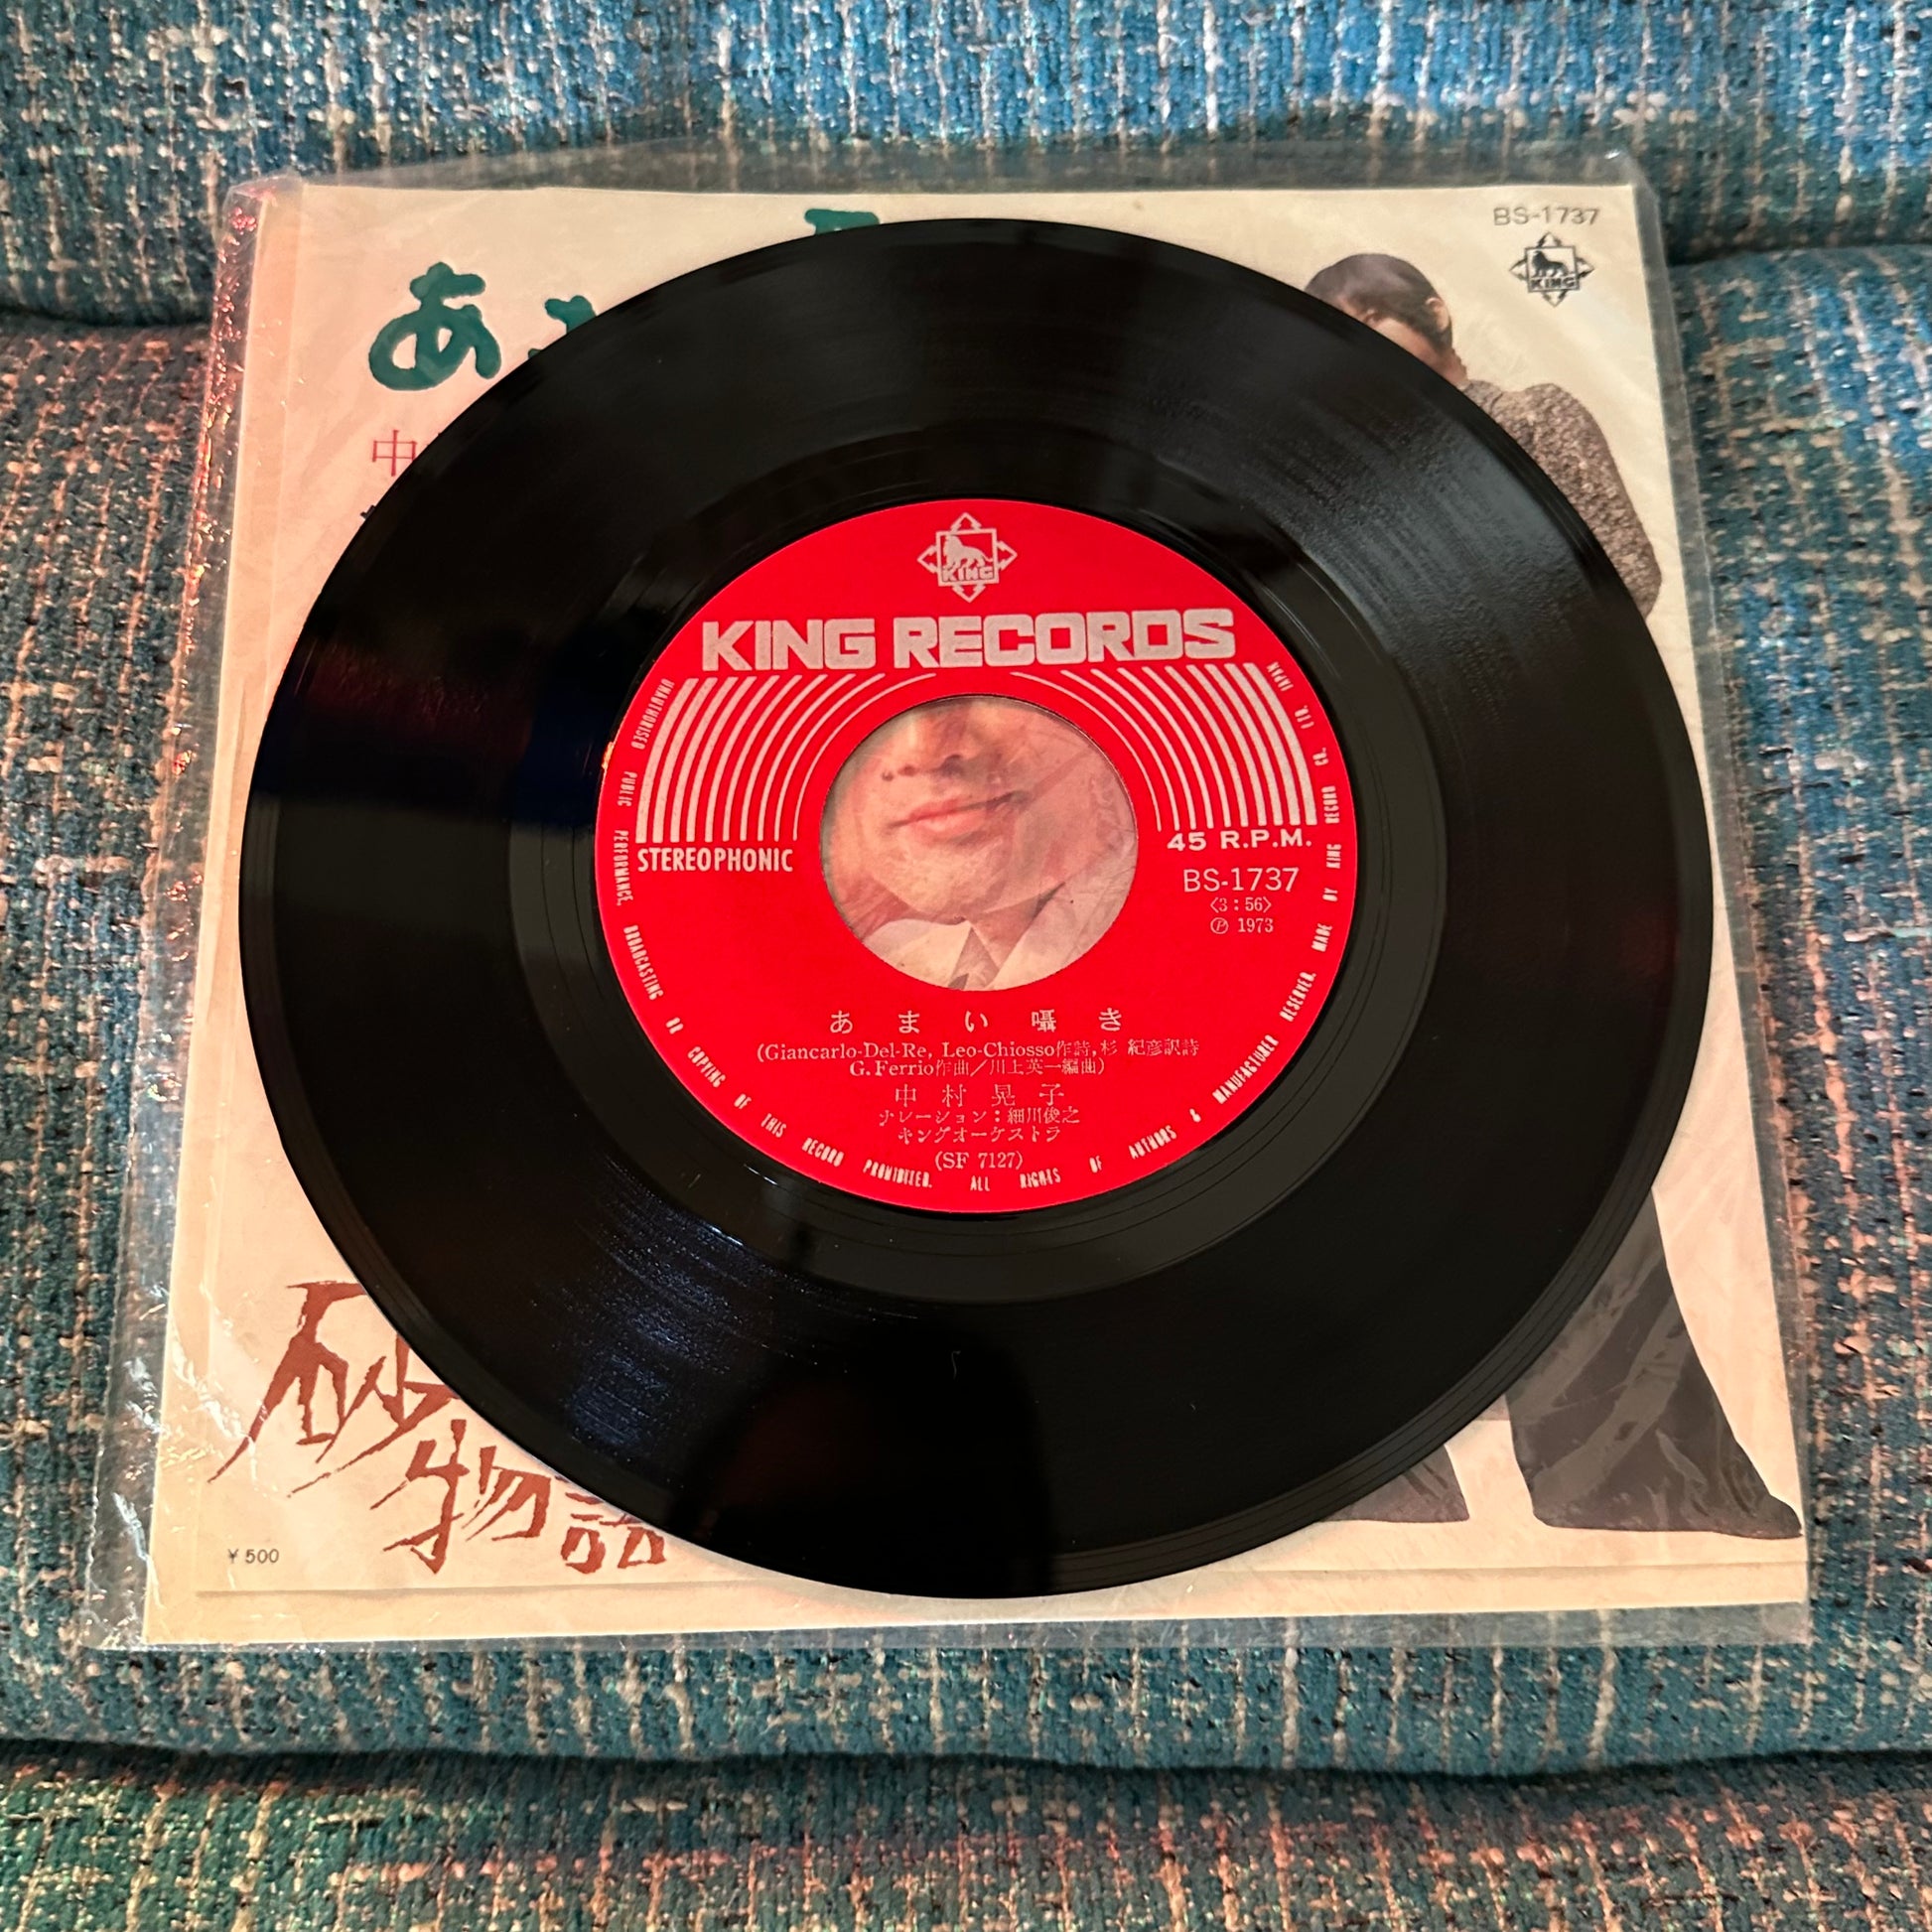 BS-1737
KING
あ
中
KING
KING RECORDS
STEREOPHONIC
45 R.P.M.
BS-1737
〈3:56〉
Ⓟ 1973
あまい囁き
(Giancarlo-Del-Re, Leo-Chiosso作詩,杉 紀彦訳詩
G. Ferrio作曲/川上英一編曲)
中村晃子
ナレーション:細川俊之
キングオーケストラ
(SF 7127)
UNAUTHORISED PUBLIC PERFORMANCE, BROADCASTING OR COPYING OF THIS RECORD PROHIBITED. ALL RIGHTS OF AUTHORS & MANUFACTURER RESERVED. MADE BY KING RECORD CO. LTD. JAPAN
砂
物語
¥500